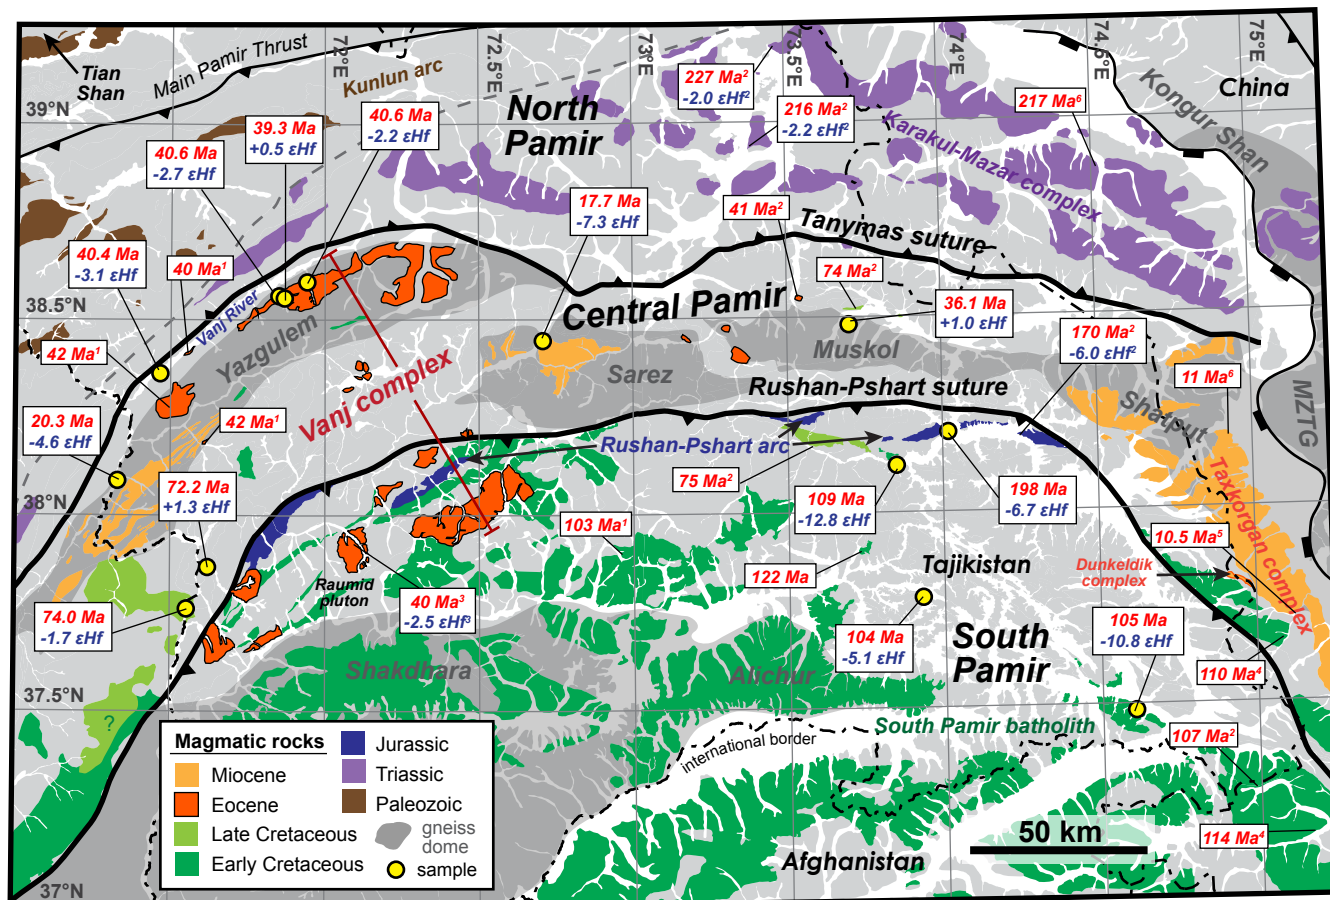 Tian
Shan
Main Pamir Thrust
Kunlun arc
72°E
72.5°E
73°E
73.5°E
74°E
74.5°E
75°E
39°N
38.5°N
38°N
37.5°N
37°N
North
Pamir
China
Kongur Shan
MZTG
Karakul-Mazar complex
227 Ma²
-2.0 εHf²
216 Ma²
-2.2 εHf²
217 Ma⁶
40.6 Ma
-2.2 εHf
39.3 Ma
+0.5 εHf
40.6 Ma
-2.7 εHf
17.7 Ma
-7.3 εHf
41 Ma²
Tanymas suture
40.4 Ma
-3.1 εHf
40 Ma¹
Vanj River
74 Ma²
36.1 Ma
+1.0 εHf
170 Ma²
-6.0 εHf²
Central Pamir
Yazgulem
Sarez
Muskol
Shatput
42 Ma¹
11 Ma⁶
Vanj complex
Rushan-Pshart suture
20.3 Ma
-4.6 εHf
42 Ma¹
Rushan-Pshart arc
72.2 Ma
+1.3 εHf
75 Ma²
109 Ma
-12.8 εHf
198 Ma
-6.7 εHf
Taxkorgan complex
103 Ma¹
10.5 Ma⁵
122 Ma
Tajikistan
Dunkeldik
complex
Raumid
pluton
40 Ma³
-2.5 εHf³
74.0 Ma
-1.7 εHf
104 Ma
-5.1 εHf
South
Pamir
105 Ma
-10.8 εHf
110 Ma⁴
Shakdhara
Alichur
South Pamir batholith
107 Ma²
international border
?
114 Ma⁴
50 km
Afghanistan
Magmatic rocks
Miocene
Eocene
Late Cretaceous
Early Cretaceous
Jurassic
Triassic
Paleozoic
gneiss
dome
sample